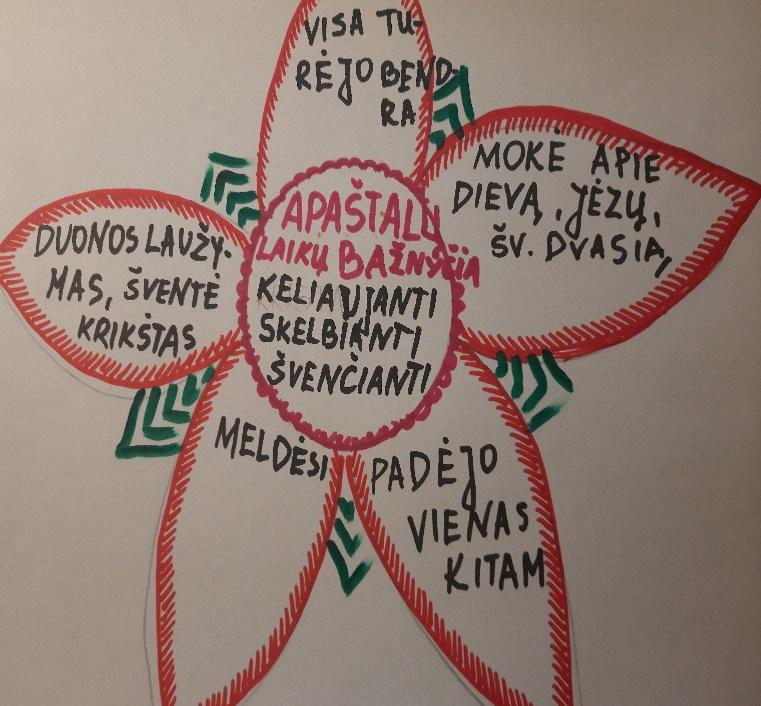 VISA TU-
RĖJO BEND-
RA
MOKĖ APIE
DIEVĄ, JĖZŲ,
ŠV. DVASIĄ,
APAŠTALŲ
LAIKŲ BAŽNYČIA
KELIAUJANTI
SKELBIANTI
ŠVENČIANTI
DUONOS LAUŽY-
MAS, ŠVENTĖ
KRIKŠTAS
MELDĖSI
PADĖJO
VIENAS
KITAM